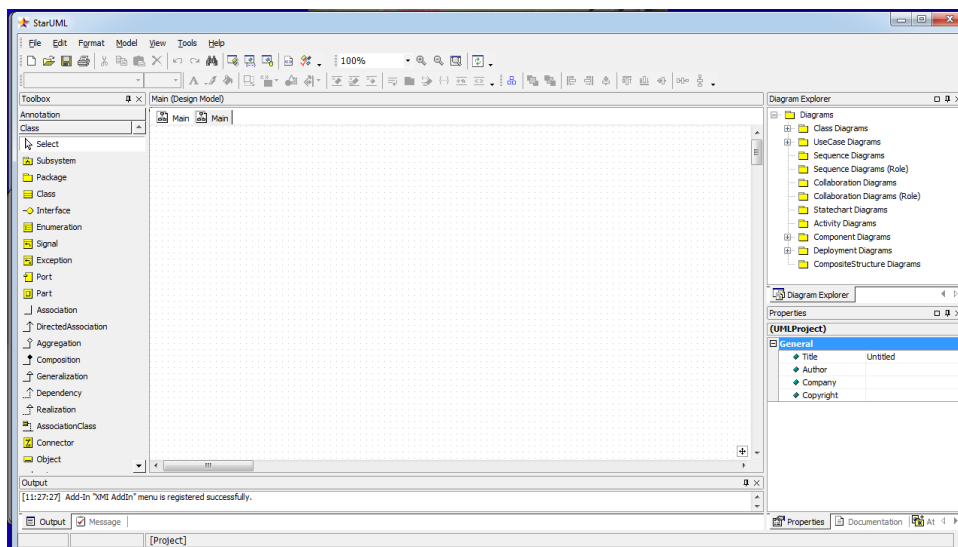 StarUML
File Edit Format Model View Tools Help
100%
Toolbox
Annotation
Class
Select
Subsystem
Package
Class
Interface
Enumeration
Signal
Exception
Port
Part
Association
DirectedAssociation
Aggregation
Composition
Generalization
Dependency
Realization
AssociationClass
Connector
Object
Main (Design Model)
Main Main
Diagram Explorer
Diagrams
Class Diagrams
UseCase Diagrams
Sequence Diagrams
Sequence Diagrams (Role)
Collaboration Diagrams
Collaboration Diagrams (Role)
Statechart Diagrams
Activity Diagrams
Component Diagrams
Deployment Diagrams
CompositeStructure Diagrams
Diagram Explorer
Properties
(UMLProject)
General
Title Untitled
Author
Company
Copyright
Properties Documentation At
Output
[11:27:27] Add-In "XMI AddIn" menu is registered successfully.
Output Message
[Project]